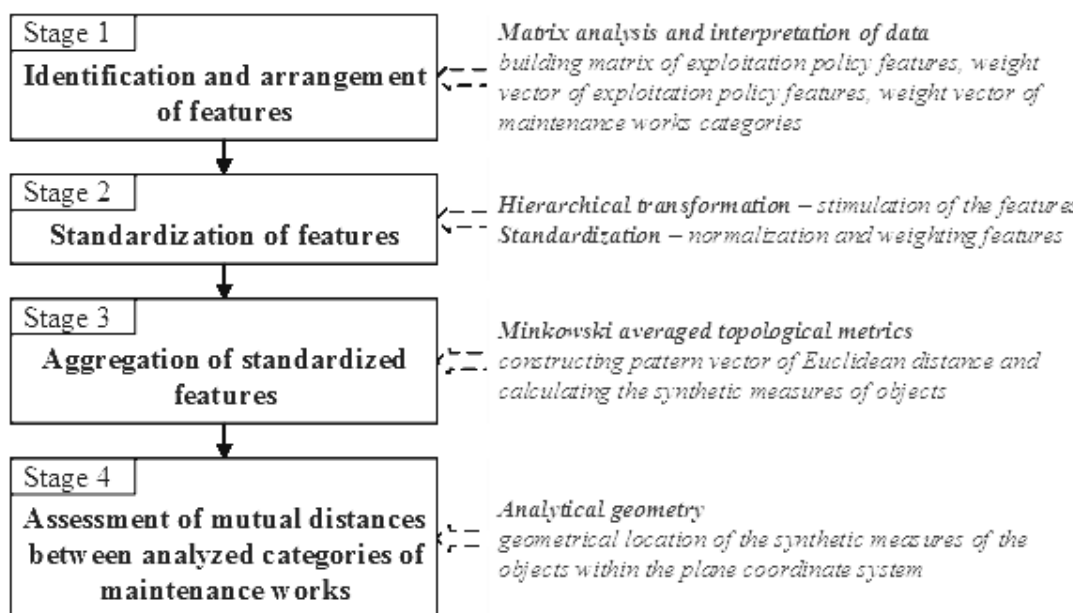 Stage 1
Identification and arrangement
of features
Matrix analysis and interpretation of data
building matrix of exploitation policy features, weight
vector of exploitation policy features, weight vector of
maintenance works categories
Stage 2
Standardization of features
Hierarchical transformation – stimulation of the features
Standardization – normalization and weighting features
Stage 3
Aggregation of standardized
features
Minkowski averaged topological metrics
constructing pattern vector of Euclidean distance and
calculating the synthetic measures of objects
Stage 4
Assessment of mutual distances
between analyzed categories of
maintenance works
Analytical geometry
geometrical location of the synthetic measures of the
objects within the plane coordinate system